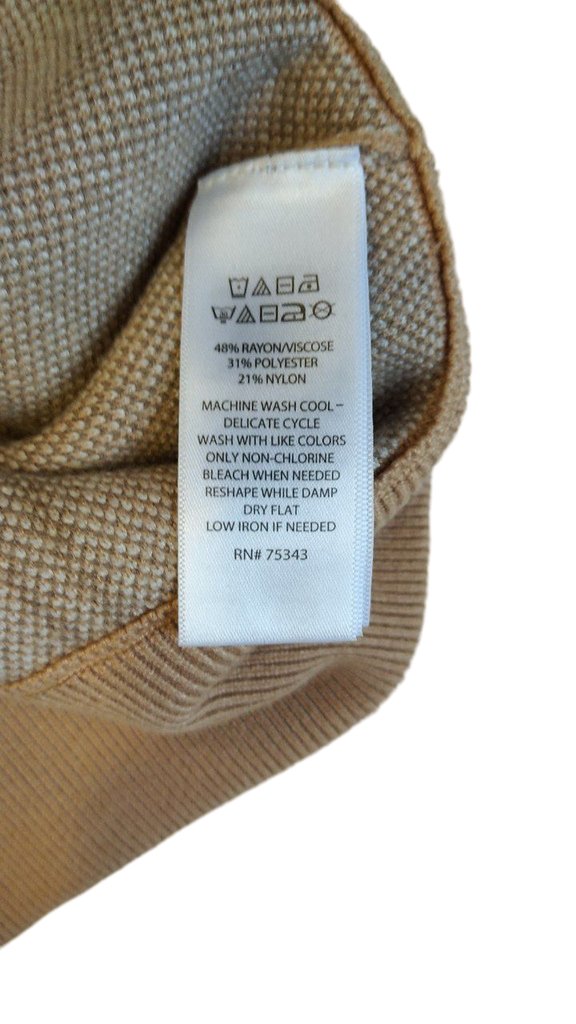 48% RAYON/VISCOSE
31% POLYESTER
21% NYLON
MACHINE WASH COOL –
DELICATE CYCLE
WASH WITH LIKE COLORS
ONLY NON-CHLORINE
BLEACH WHEN NEEDED
RESHAPE WHILE DAMP
DRY FLAT
LOW IRON IF NEEDED
RN# 75343